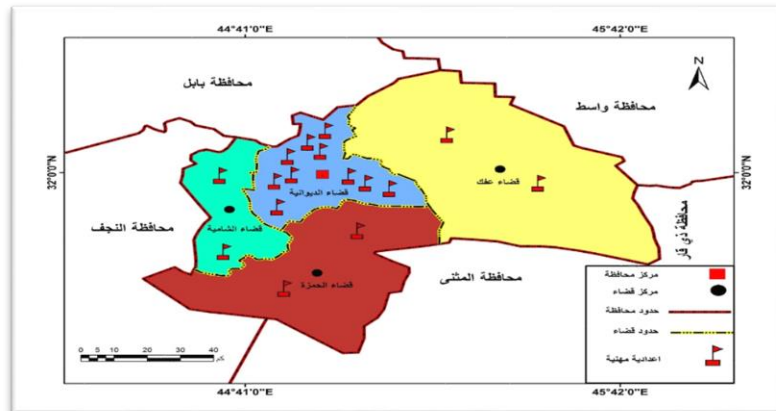 44°41'0"E 45°42'0"E
N
محافظة بابل
محافظة واسط
32°0'0"N 32°0'0"N
قضاء عفك
قضاء الديوانية
محافظة ذي قار
محافظة النجف
قضاء الشامية
محافظة المثنى
قضاء الحمزة
مركز محافظة
مركز قضاء
حدود محافظة
حدود قضاء
اعدادية مهنية
0 5 10 20 30 40
كم
44°41'0"E 45°42'0"E